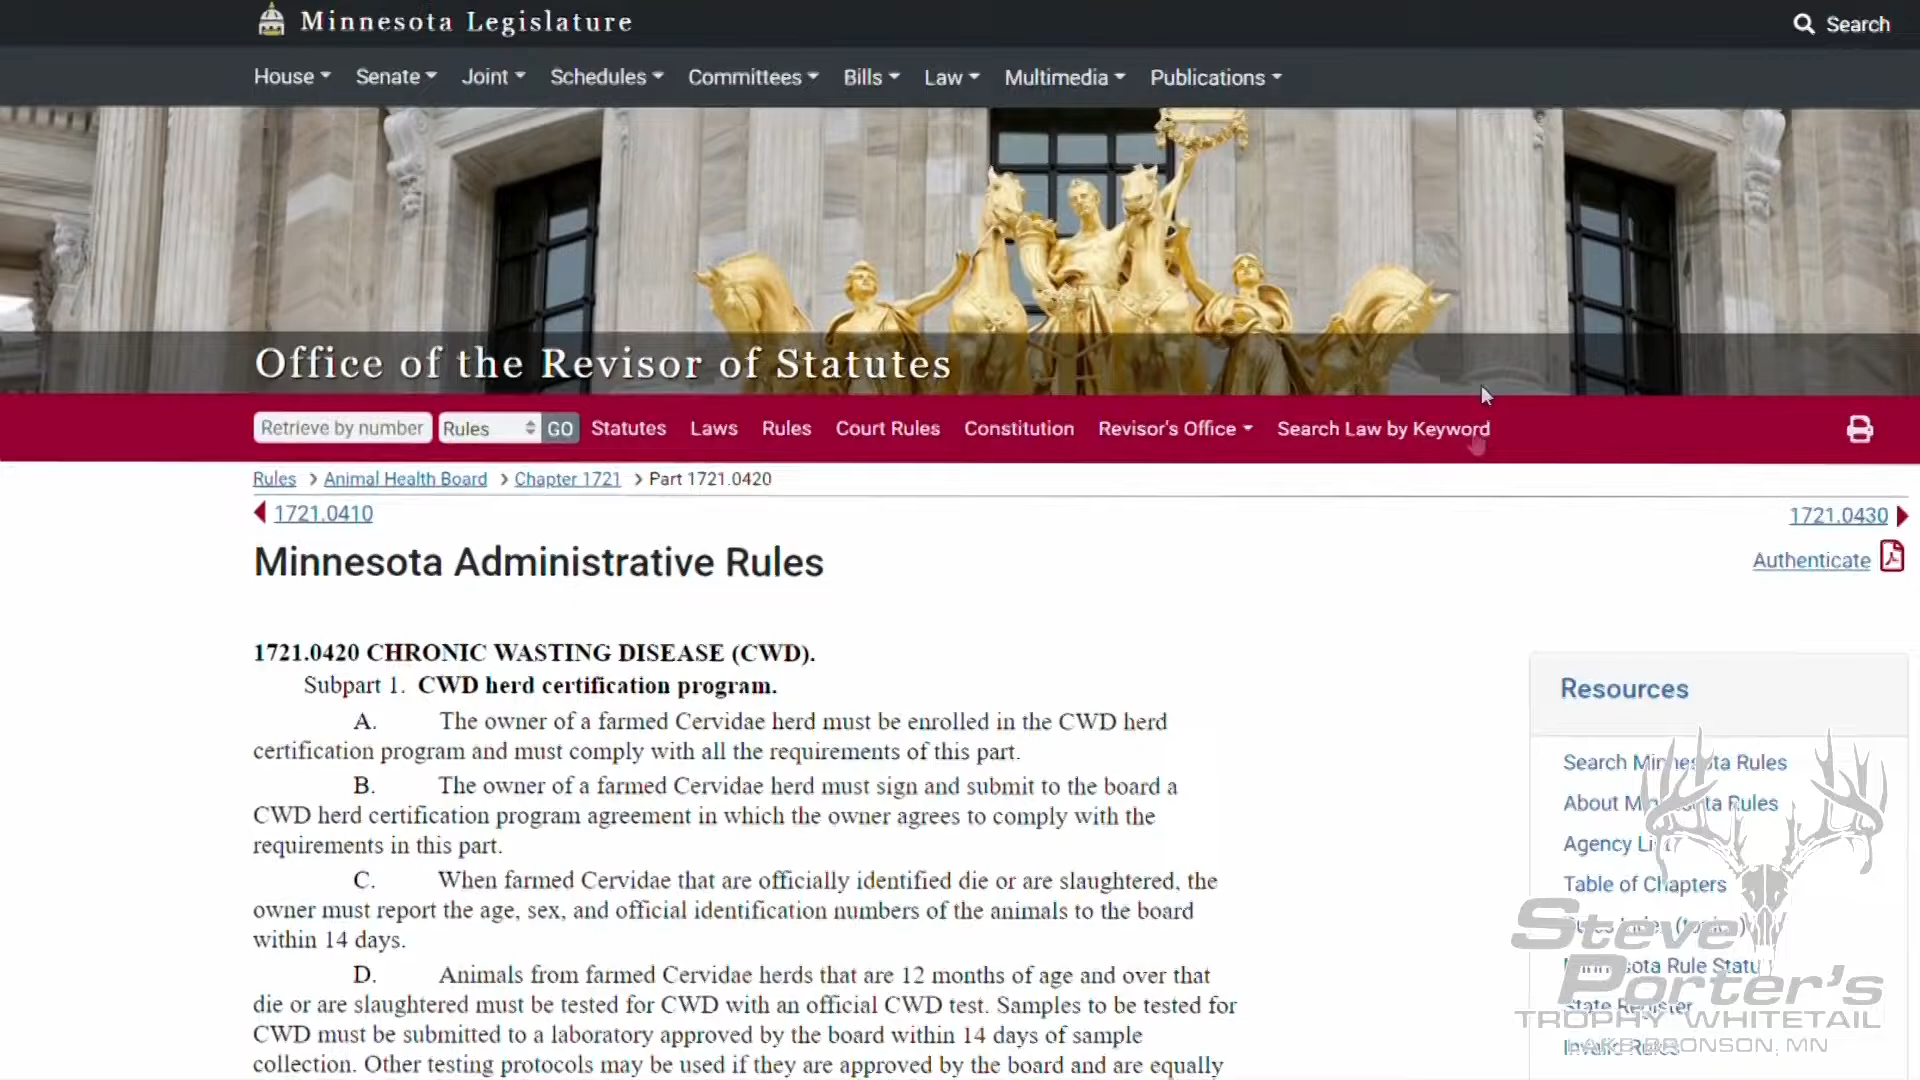 Minnesota Legislature
Search
House Senate Joint Schedules Committees Bills Law Multimedia Publications
Office of the Revisor of Statutes
Retrieve by number Rules GO Statutes Laws Rules Court Rules Constitution Revisor's Office Search Law by Keyword
Rules > Animal Health Board > Chapter 1721 > Part 1721.0420
1721.0410
1721.0430
Minnesota Administrative Rules
Authenticate
1721.0420 CHRONIC WASTING DISEASE (CWD).
Subpart 1. CWD herd certification program.
A. The owner of a farmed Cervidae herd must be enrolled in the CWD herd
certification program and must comply with all the requirements of this part.
B. The owner of a farmed Cervidae herd must sign and submit to the board a
CWD herd certification program agreement in which the owner agrees to comply with the
requirements in this part.
C. When farmed Cervidae that are officially identified die or are slaughtered, the
owner must report the age, sex, and official identification numbers of the animals to the board
within 14 days.
D. Animals from farmed Cervidae herds that are 12 months of age and over that
die or are slaughtered must be tested for CWD with an official CWD test. Samples to be tested for
CWD must be submitted to a laboratory approved by the board within 14 days of sample
collection. Other testing protocols may be used if they are approved by the board and are equally
Resources
Search Minnesota Rules
About Minnesota Rules
Agency List
Table of Chapters
Minnesota Rule
State Register
Steve
Porter's
TROPHY WHITETAIL
LAKE BRONSON, MN